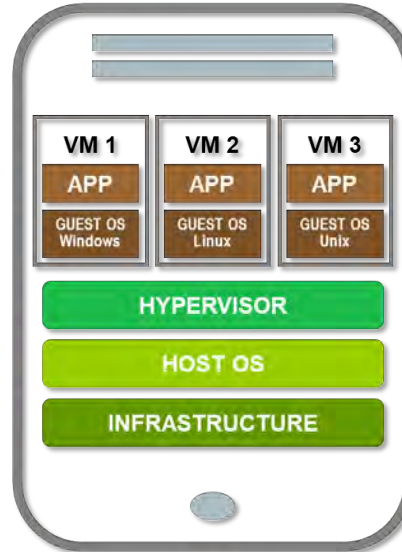 VM 1
APP
GUEST OS
Windows
VM 2
APP
GUEST OS
Linux
VM 3
APP
GUEST OS
Unix
HYPERVISOR
HOST OS
INFRASTRUCTURE